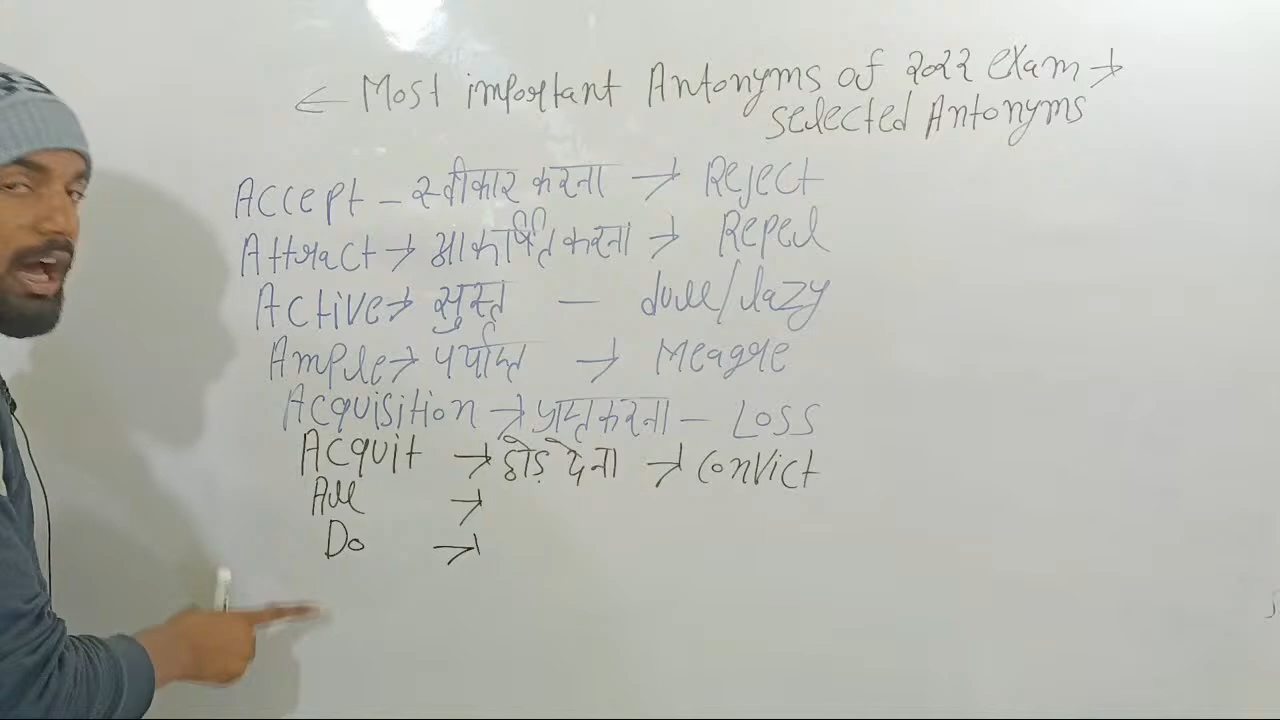 ← Most important Antonyms of 2022 exam →
selected Antonyms
Accept - स्वीकार करना → Reject
Attract → आकर्षित करना → Repel
Active → सुस्त - dull/lazy
Ample → पर्याप्त → Meagre
Acquisition → प्राप्त करना - Loss
Acquit → छोड़ देना → Convict
All →
Do →